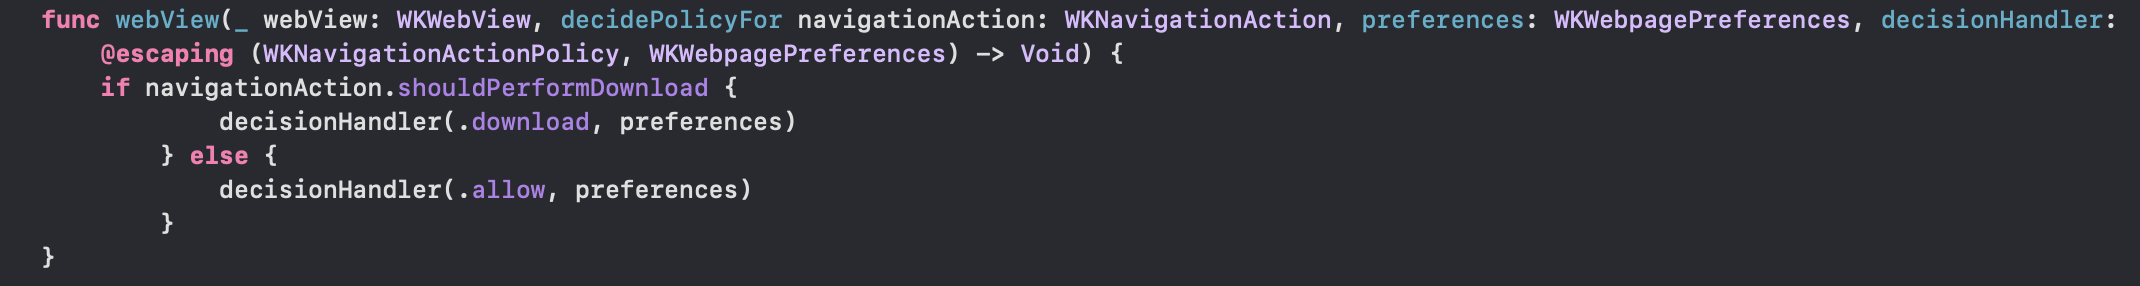 func webView(_ webView: WKWebView, decidePolicyFor navigationAction: WKNavigationAction, preferences: WKWebpagePreferences, decisionHandler:
@escaping (WKNavigationActionPolicy, WKWebpagePreferences) -> Void) {
if navigationAction.shouldPerformDownload {
decisionHandler(.download, preferences)
} else {
decisionHandler(.allow, preferences)
}
}